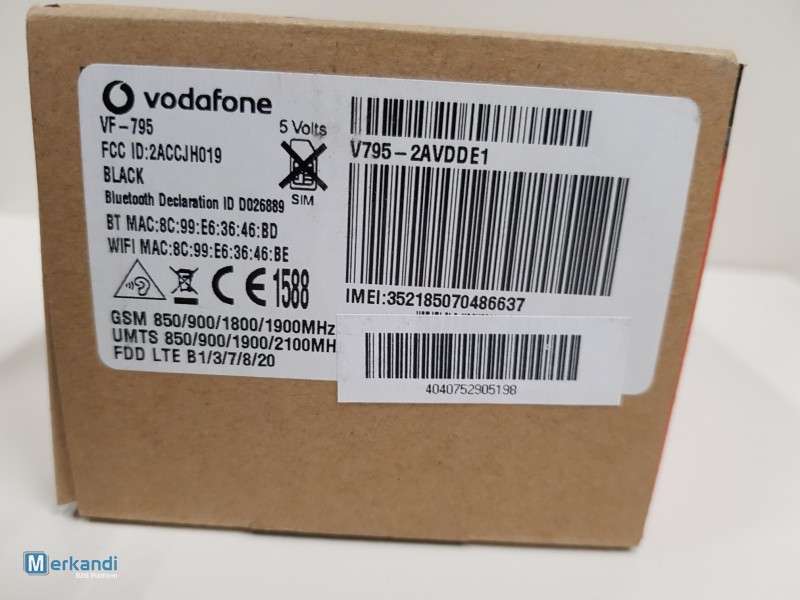 vodafone
VF-795
5 Volts
FCC ID:2ACCJH019
BLACK
SIM
Bluetooth Declaration ID D026889
BT MAC:8C:99:E6:36:46:BD
WIFI MAC:8C:99:E6:36:46:BE
CE1588
GSM 850/900/1800/1900MHz
UMTS 850/900/1900/2100MH
FDD LTE B1/3/7/8/20
V795-2AVDDE1
IMEI:352185070486637
4040752905198
Merkandi